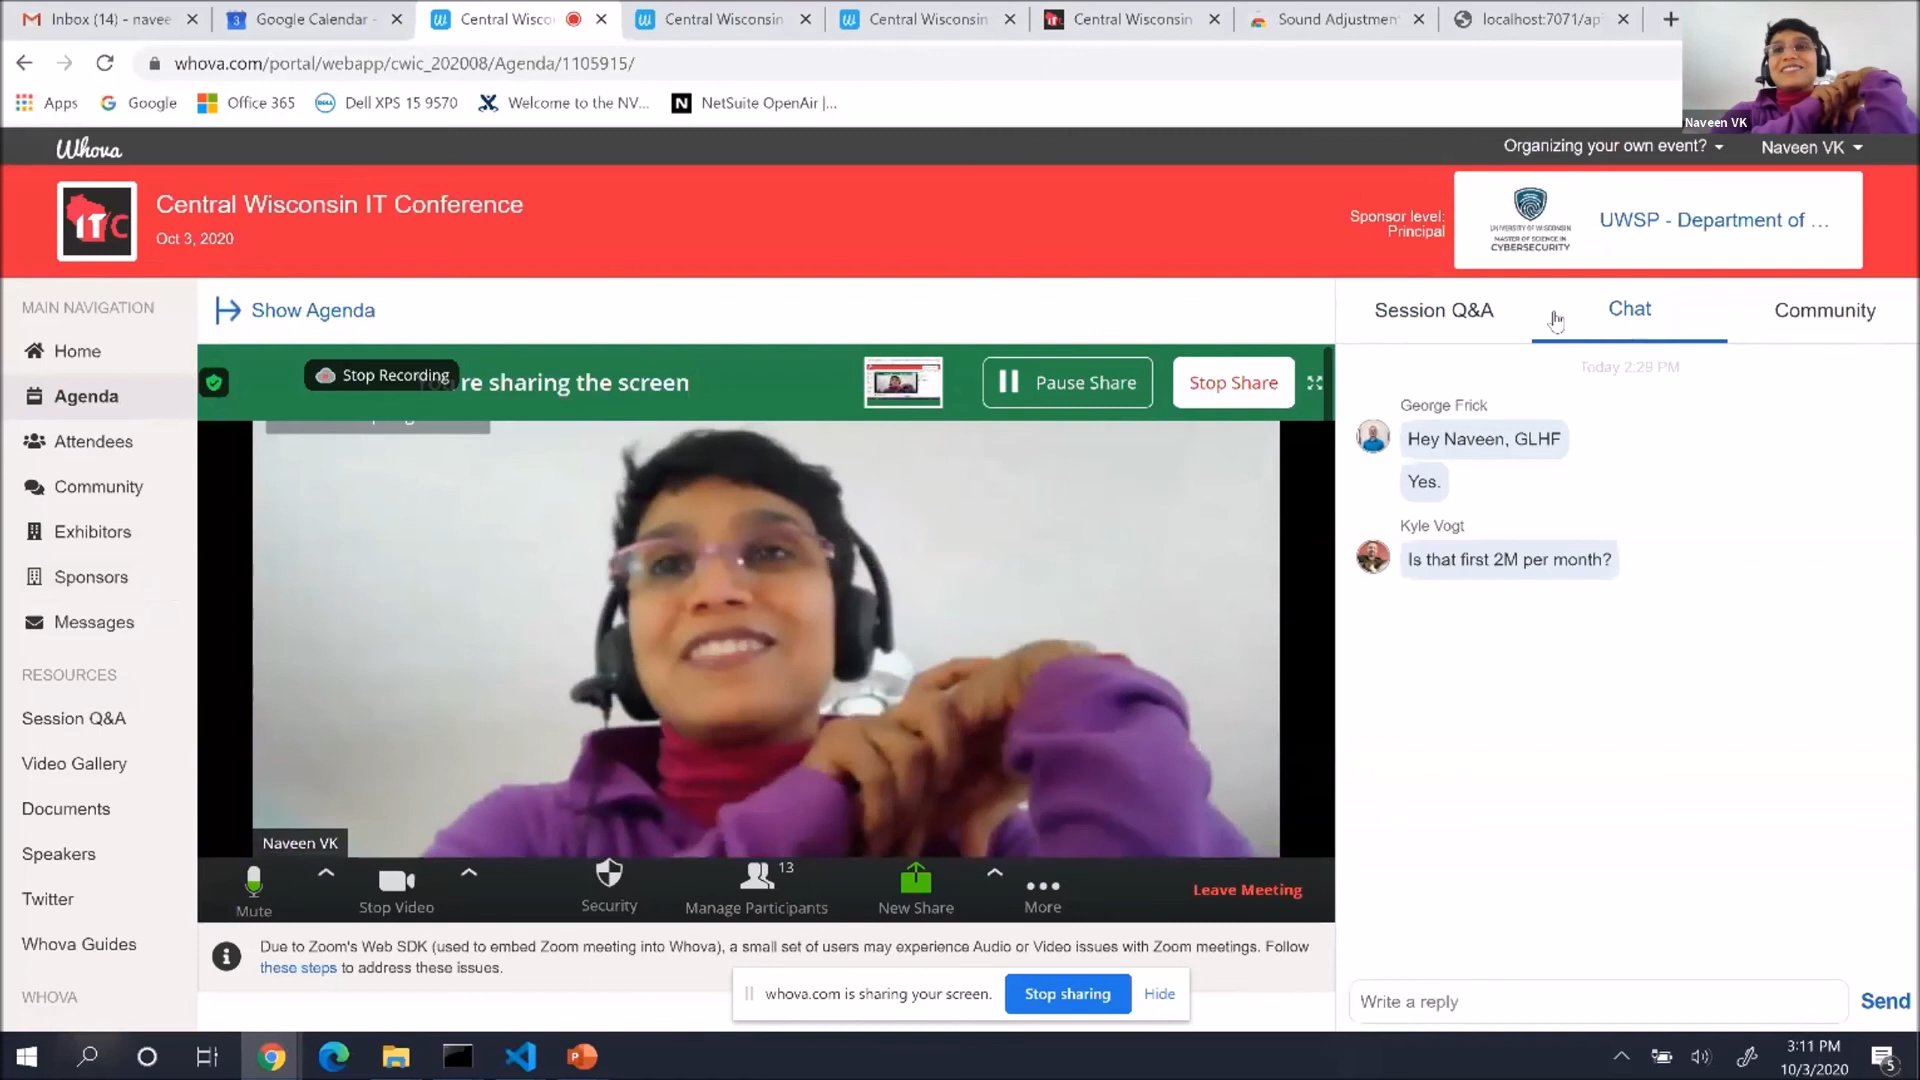 Inbox (14) - navee
Google Calendar -
Central Wisco
Central Wisconsin
Central Wisconsin
Central Wisconsin
Sound Adjustmen
localhost:7071/ap
whova.com/portal/webapp/cwic_202008/Agenda/1105915/
Apps
Google
Office 365
Dell XPS 15 9570
Welcome to the NV...
NetSuite OpenAir |...
Naveen VK
Whova
Organizing your own event?
Naveen VK
IT/C
Central Wisconsin IT Conference
Oct 3, 2020
Sponsor level:
Principal
UNIVERSITY OF WISCONSIN
MASTER OF SCIENCE IN
CYBERSECURITY
UWSP - Department of ...
MAIN NAVIGATION
Home
Agenda
Attendees
Community
Exhibitors
Sponsors
Messages
RESOURCES
Session Q&A
Video Gallery
Documents
Speakers
Twitter
Whova Guides
WHOVA
Show Agenda
Stop Recording
're sharing the screen
Pause Share
Stop Share
Naveen VK
Mute
Stop Video
Security
13
Manage Participants
New Share
More
Leave Meeting
Due to Zoom's Web SDK (used to embed Zoom meeting into Whova), a small set of users may experience Audio or Video issues with Zoom meetings. Follow
these steps to address these issues.
whova.com is sharing your screen.
Stop sharing
Hide
Session Q&A
Chat
Community
Today 2:29 PM
George Frick
Hey Naveen, GLHF
Yes.
Kyle Vogt
Is that first 2M per month?
Write a reply
Send
3:11 PM
10/3/2020
5